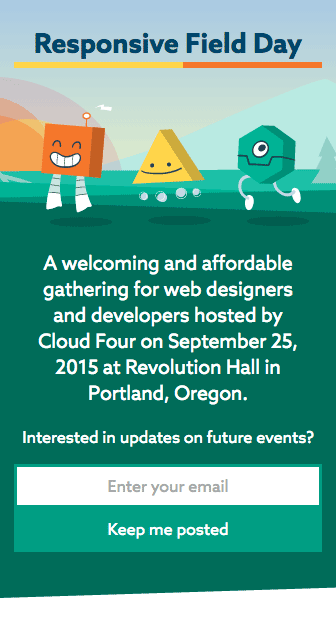 Responsive Field Day
A welcoming and affordable
gathering for web designers
and developers hosted by
Cloud Four on September 25,
2015 at Revolution Hall in
Portland, Oregon.
Interested in updates on future events?
Enter your email
Keep me posted